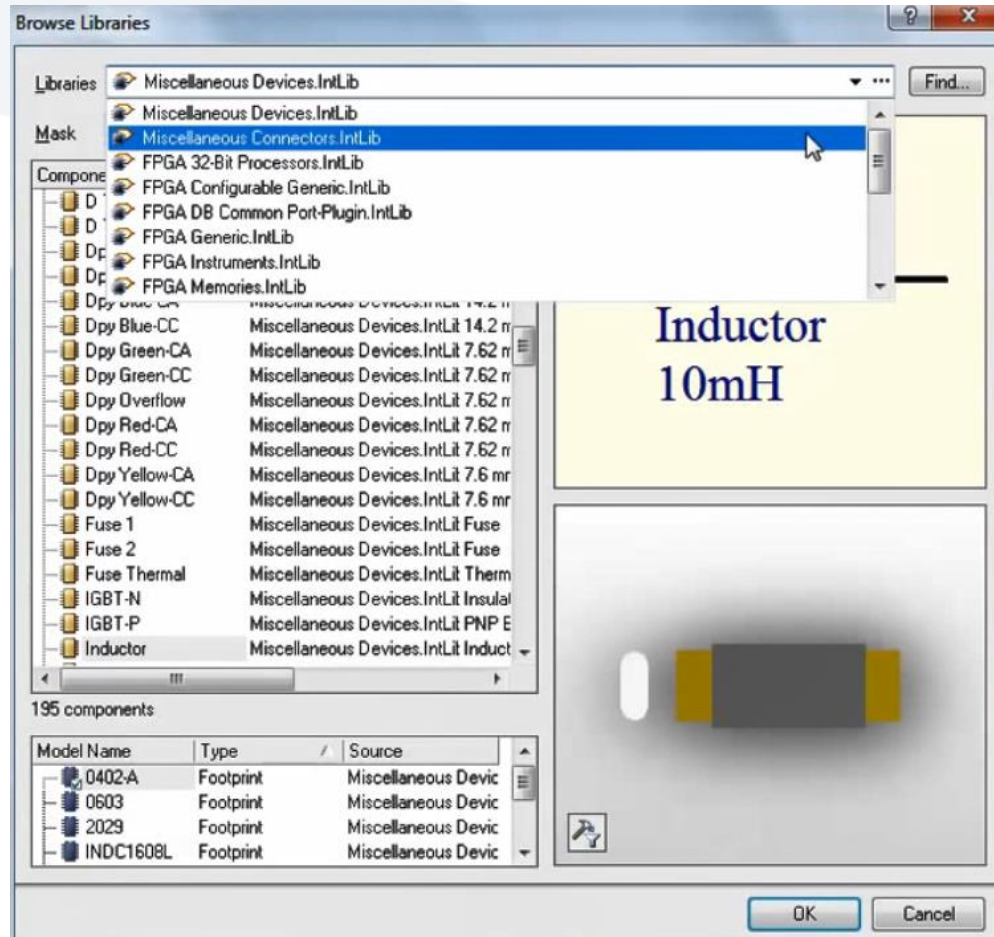 Browse Libraries
Libraries Miscellaneous Devices.IntLib Find...
Miscellaneous Devices.IntLib
Mask Miscellaneous Connectors.IntLib
FPGA 32-Bit Processors.IntLib
Compone FPGA Configurable Generic.IntLib
D FPGA DB Common Port-Plugin.IntLib
D FPGA Generic.IntLib
Dp FPGA Instruments.IntLib
Dp FPGA Memories.IntLib
Dpy Blue-CC Miscellaneous Devices.IntLit 14.2 m
Dpy Green-CA Miscellaneous Devices.IntLit 7.62 m
Dpy Green-CC Miscellaneous Devices.IntLit 7.62 m
Dpy Overflow Miscellaneous Devices.IntLit 7.62 m
Dpy Red-CA Miscellaneous Devices.IntLit 7.62 m
Dpy Red-CC Miscellaneous Devices.IntLit 7.62 m
Dpy Yellow-CA Miscellaneous Devices.IntLit 7.6 mr
Dpy Yellow-CC Miscellaneous Devices.IntLit 7.6 mr
Fuse 1 Miscellaneous Devices.IntLit Fuse
Fuse 2 Miscellaneous Devices.IntLit Fuse
Fuse Thermal Miscellaneous Devices.IntLit Therm
IGBT-N Miscellaneous Devices.IntLit Insulat
IGBT-P Miscellaneous Devices.IntLit PNP E
Inductor Miscellaneous Devices.IntLit Induct
195 components
Model Name Type Source
0402-A Footprint Miscellaneous Devic
0603 Footprint Miscellaneous Devic
2029 Footprint Miscellaneous Devic
INDC1608L Footprint Miscellaneous Devic
Inductor
10mH
OK Cancel